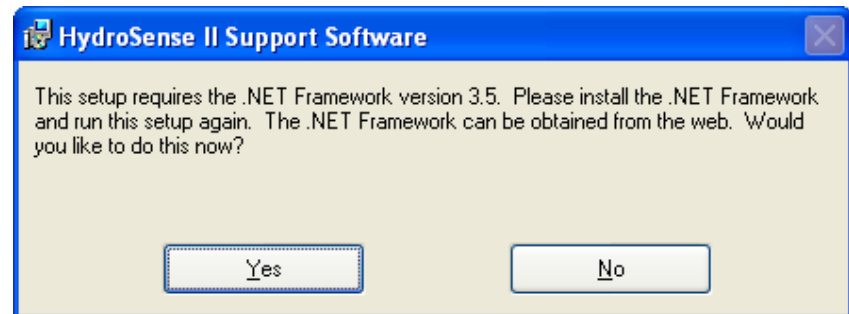 HydroSense II Support Software
This setup requires the .NET Framework version 3.5.  Please install the .NET Framework
and run this setup again.  The .NET Framework can be obtained from the web.  Would
you like to do this now?
Yes
No